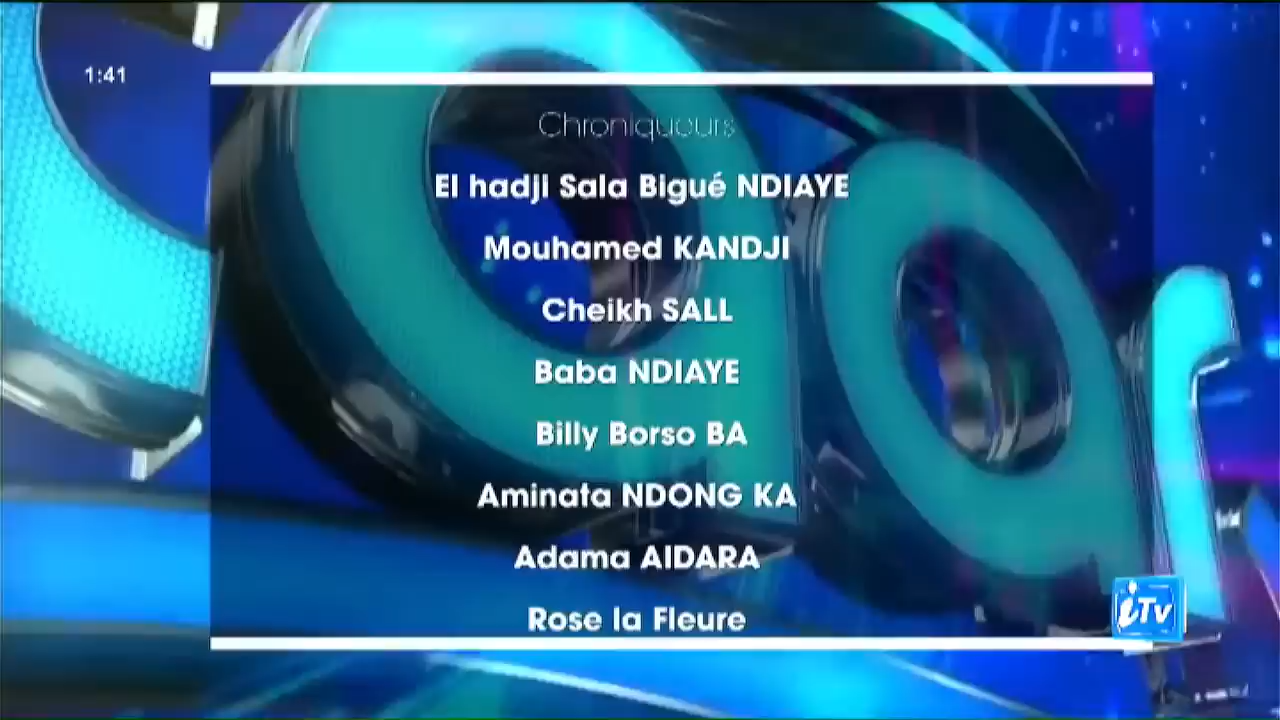 1:41
Chroniqueurs
El hadji Sala Bigué NDIAYE
Mouhamed KANDJI
Cheikh SALL
Baba NDIAYE
Billy Borso BA
Aminata NDONG KA
Adama AIDARA
Rose la Fleure
iTv